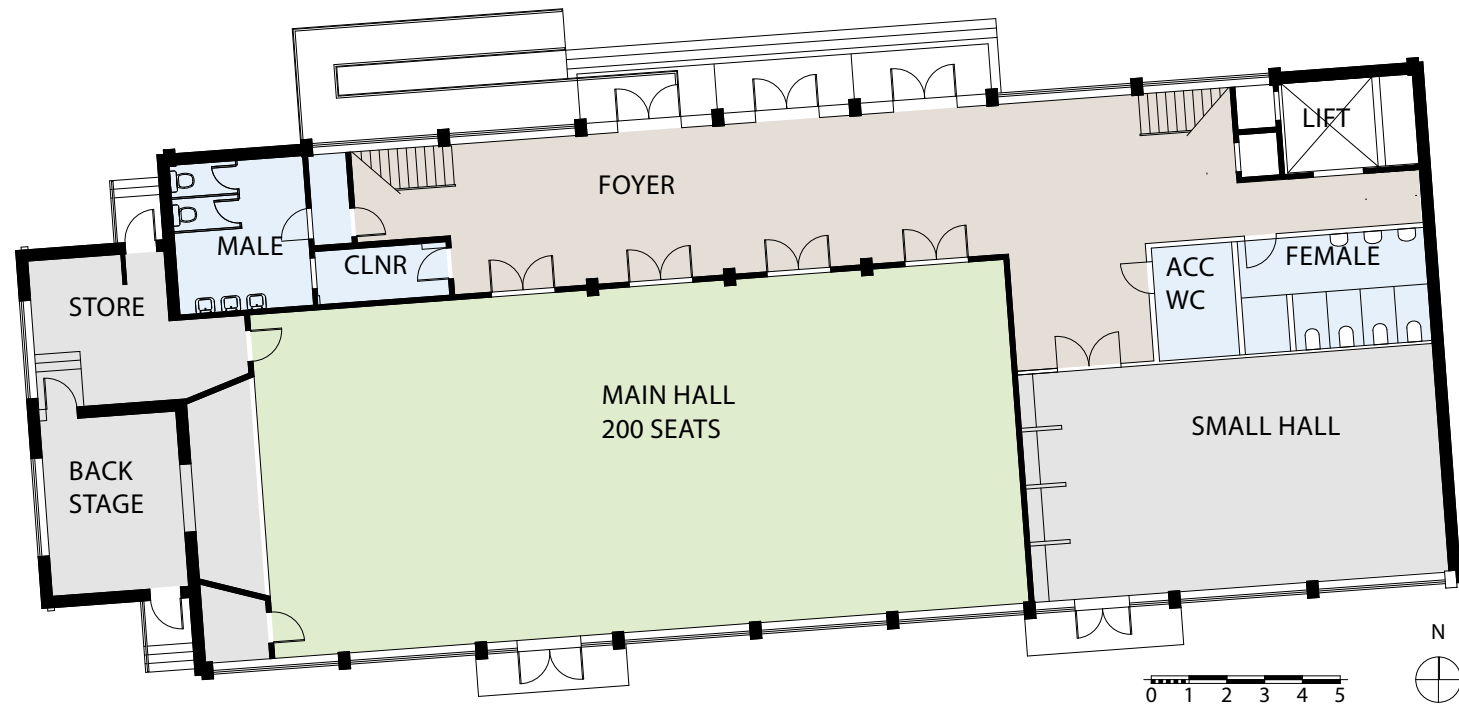 LIFT
FOYER
MALE
CLNR
ACC
WC
FEMALE
STORE
MAIN HALL
200 SEATS
SMALL HALL
BACK
STAGE
N
0 1 2 3 4 5